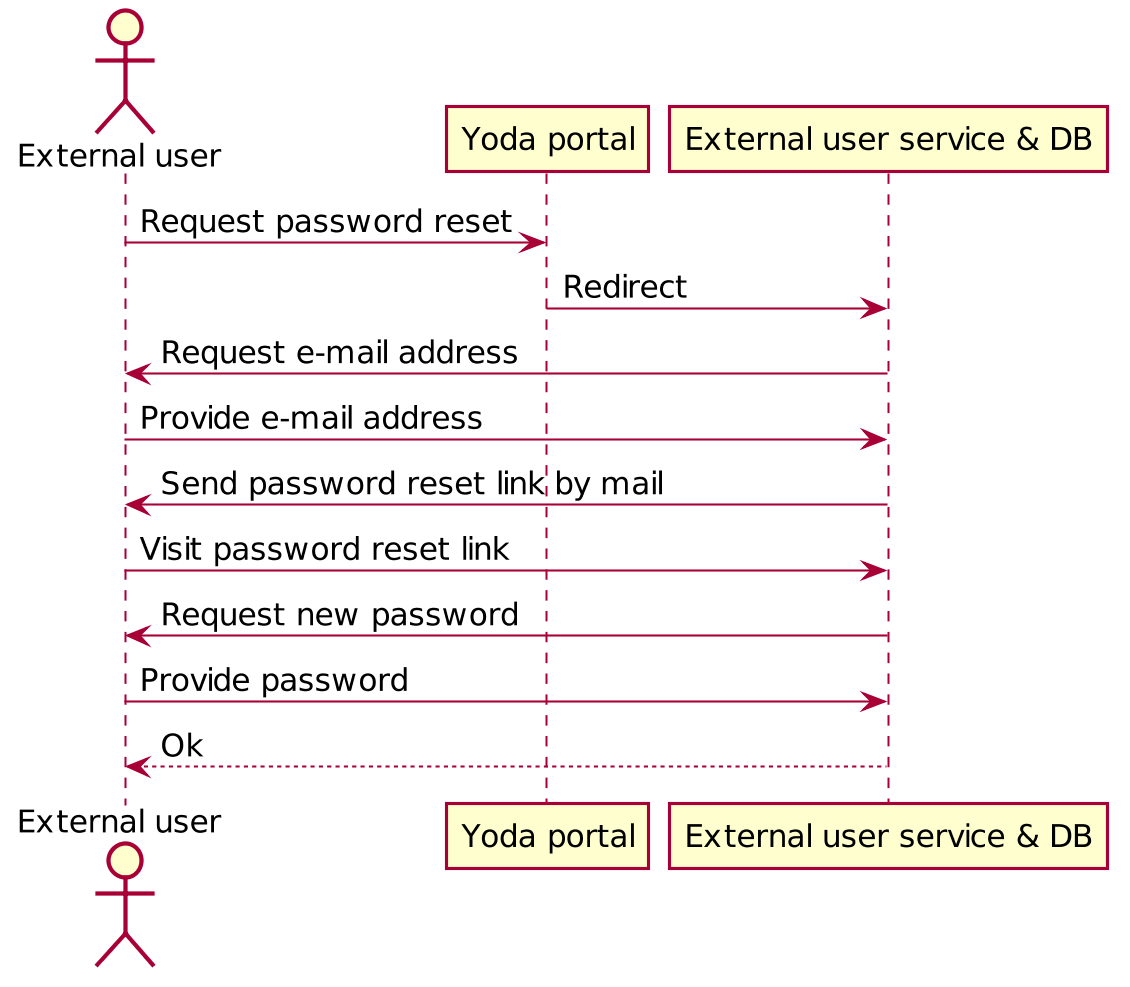 External user
Yoda portal
External user service & DB
Request password reset
Redirect
Request e-mail address
Provide e-mail address
Send password reset link by mail
Visit password reset link
Request new password
Provide password
Ok
External user
Yoda portal
External user service & DB